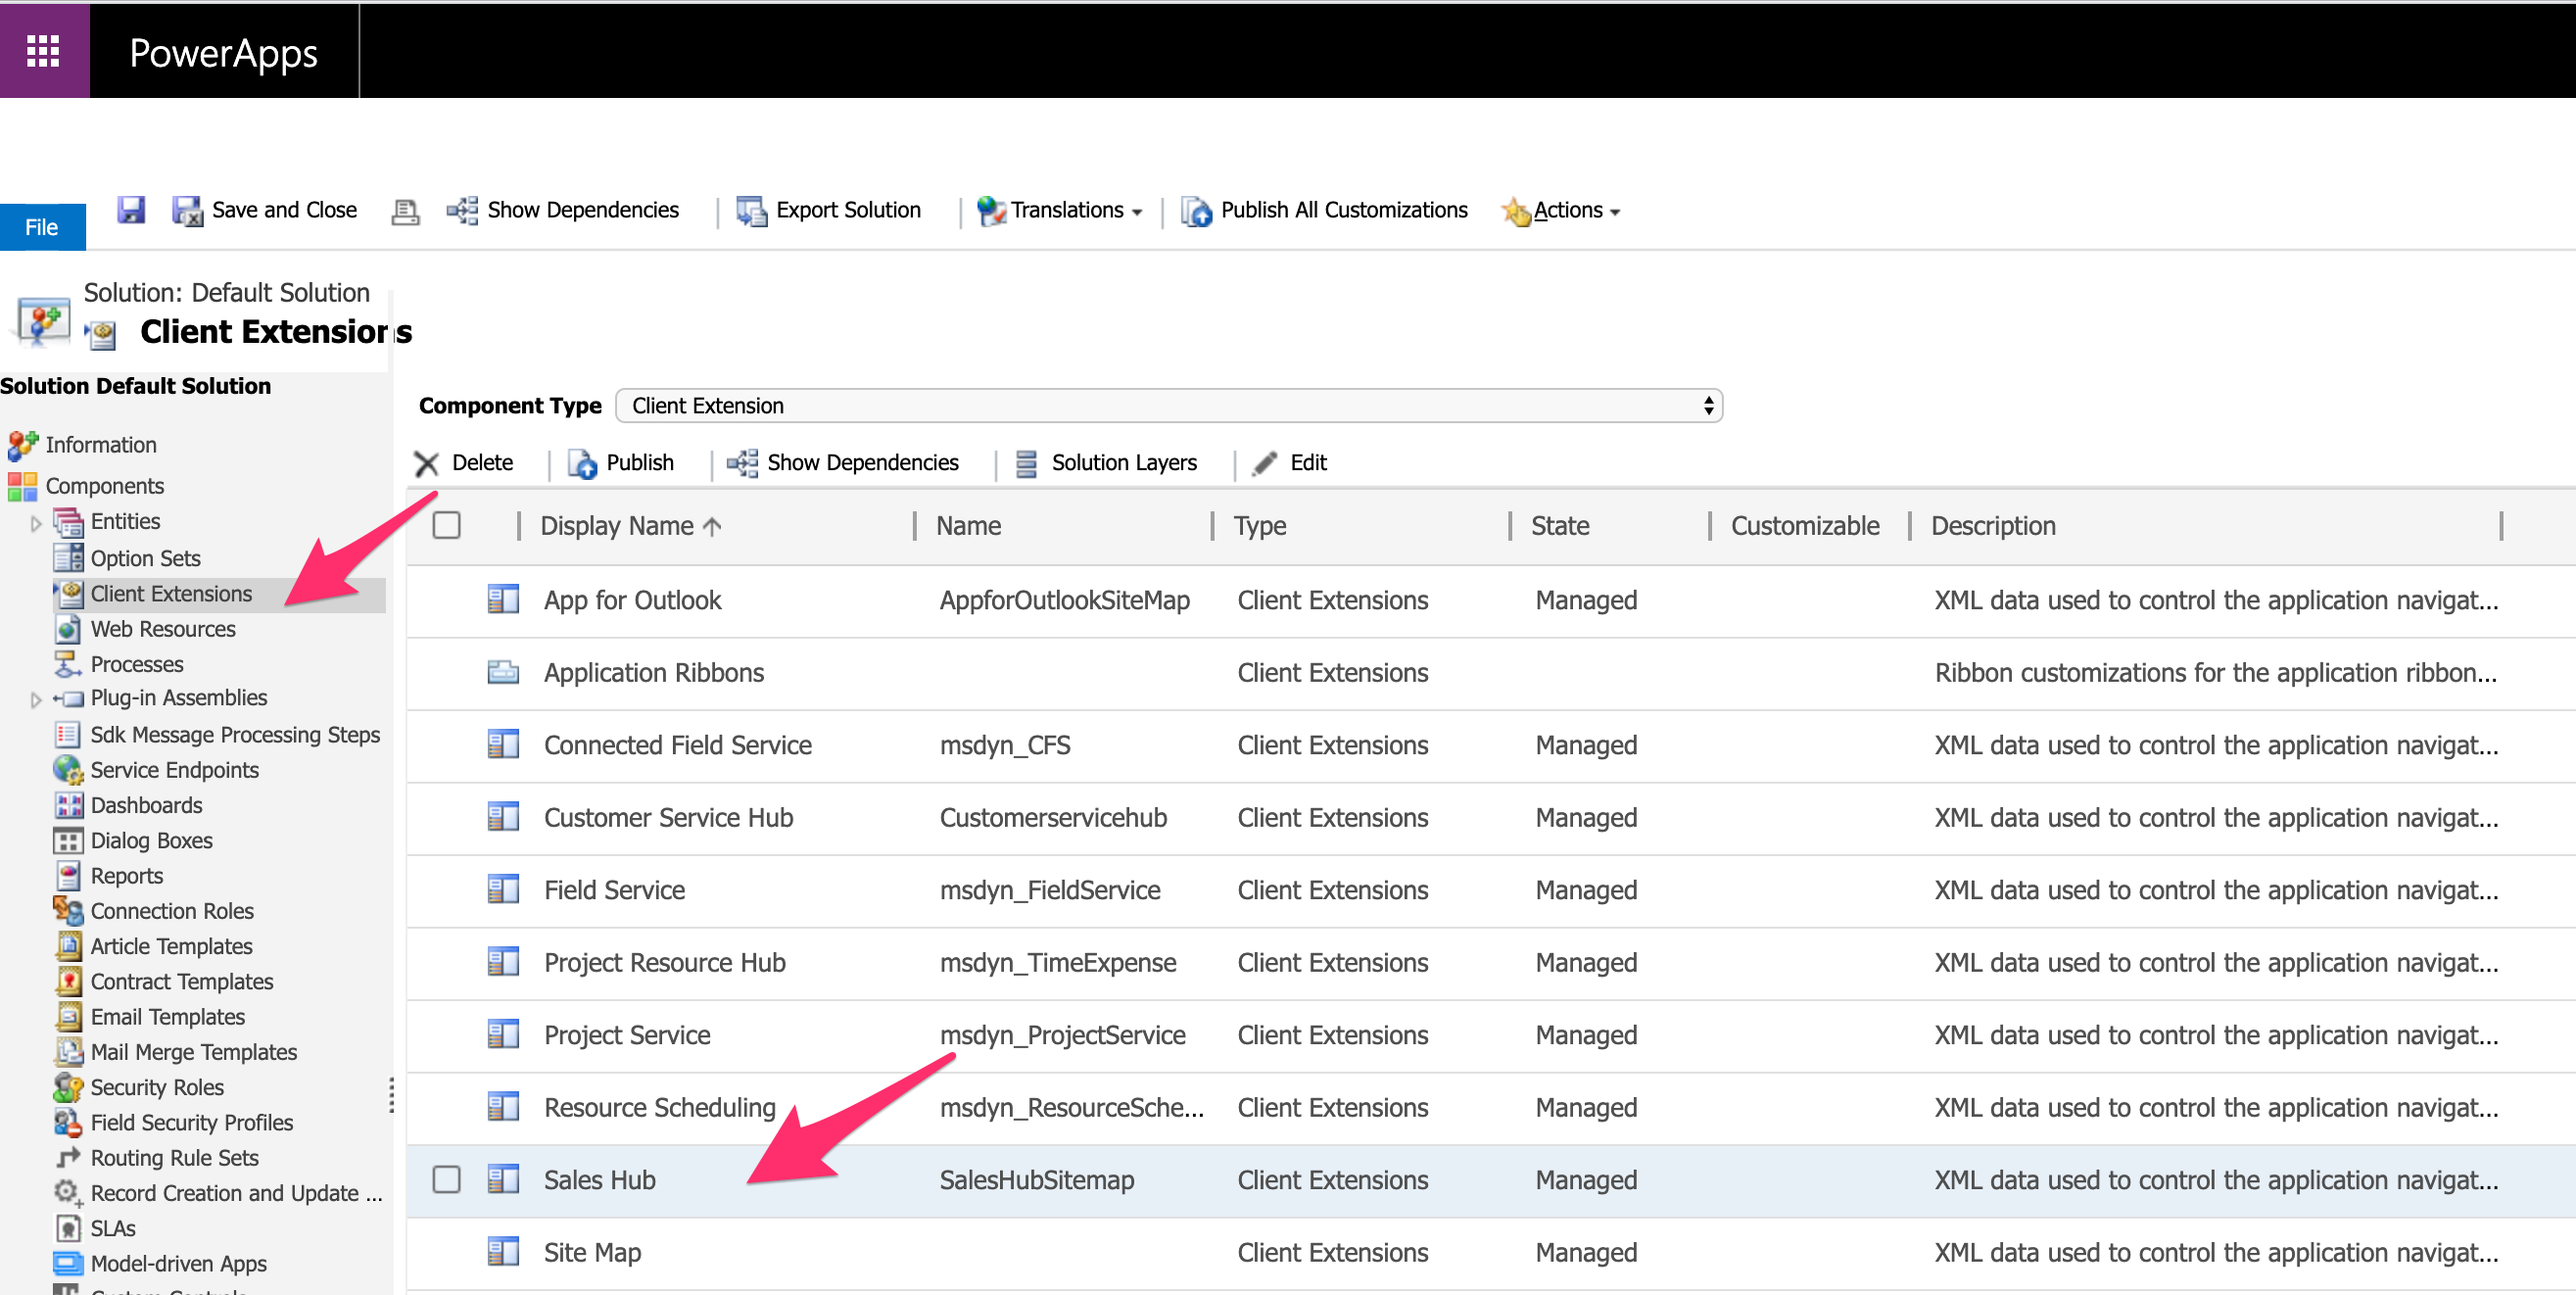 PowerApps
File
Save and Close
Show Dependencies
Export Solution
Translations
Publish All Customizations
Actions
Solution: Default Solution
Client Extensions
Solution Default Solution
Information
Components
Entities
Option Sets
Client Extensions
Web Resources
Processes
Plug-in Assemblies
Sdk Message Processing Steps
Service Endpoints
Dashboards
Dialog Boxes
Reports
Connection Roles
Article Templates
Contract Templates
Email Templates
Mail Merge Templates
Security Roles
Field Security Profiles
Routing Rule Sets
Record Creation and Update ...
SLAs
Model-driven Apps
Component Type Client Extension
Delete Publish Show Dependencies Solution Layers Edit
Display Name Name Type State Customizable Description
App for Outlook AppforOutlookSiteMap Client Extensions Managed XML data used to control the application navigat...
Application Ribbons Client Extensions Ribbon customizations for the application ribbon...
Connected Field Service msdyn_CFS Client Extensions Managed XML data used to control the application navigat...
Customer Service Hub Customerservicehub Client Extensions Managed XML data used to control the application navigat...
Field Service msdyn_FieldService Client Extensions Managed XML data used to control the application navigat...
Project Resource Hub msdyn_TimeExpense Client Extensions Managed XML data used to control the application navigat...
Project Service msdyn_ProjectService Client Extensions Managed XML data used to control the application navigat...
Resource Scheduling msdyn_ResourceSche... Client Extensions Managed XML data used to control the application navigat...
Sales Hub SalesHubSitemap Client Extensions Managed XML data used to control the application navigat...
Site Map Client Extensions Managed XML data used to control the application navigat...